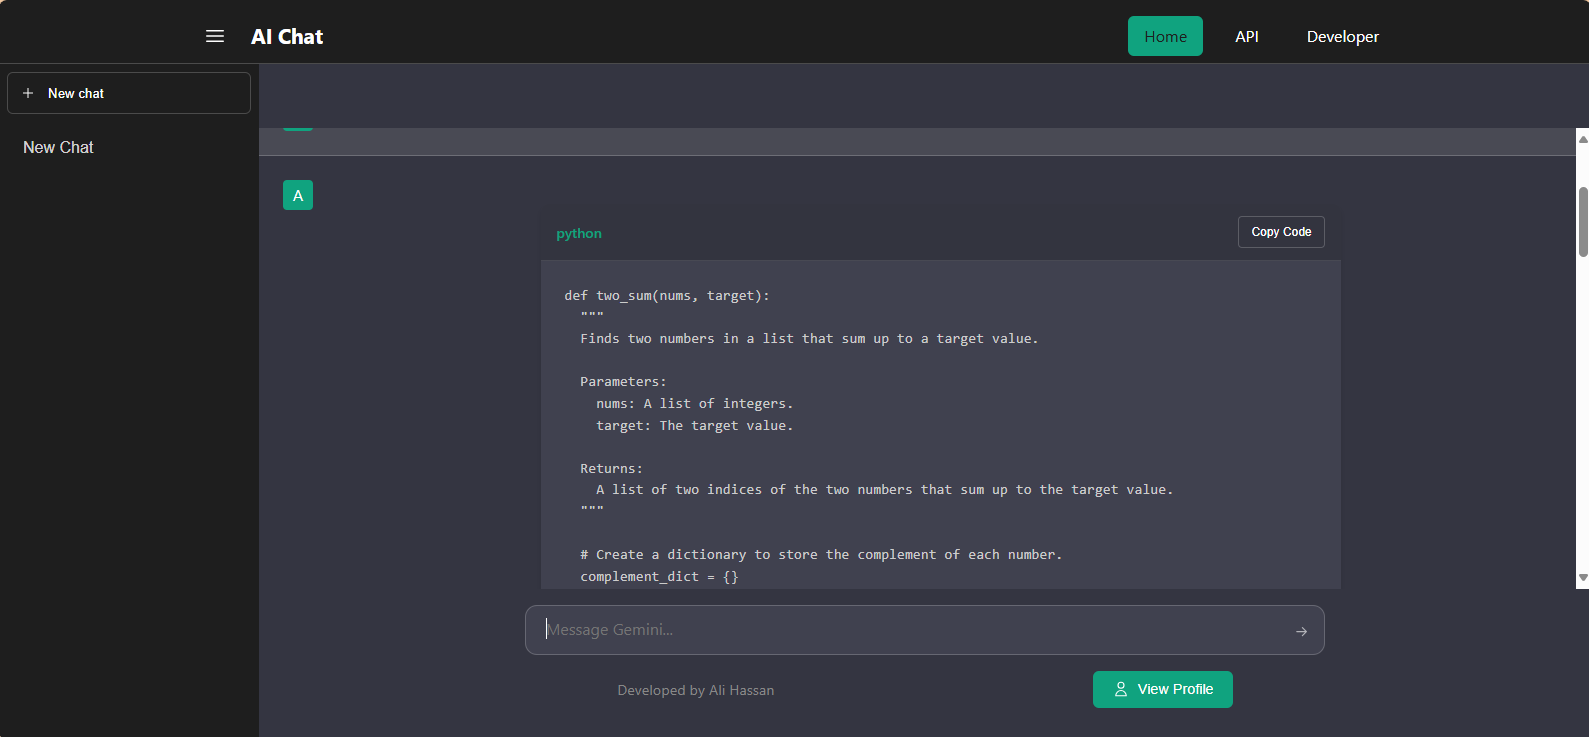 AI Chat
Home
API
Developer
+ New chat
New Chat
A
python
Copy Code
def two_sum(nums, target):
"""
Finds two numbers in a list that sum up to a target value.
Parameters:
nums: A list of integers.
target: The target value.
Returns:
A list of two indices of the two numbers that sum up to the target value.
"""
# Create a dictionary to store the complement of each number.
complement_dict = {}
Message Gemini...
Developed by Ali Hassan
View Profile